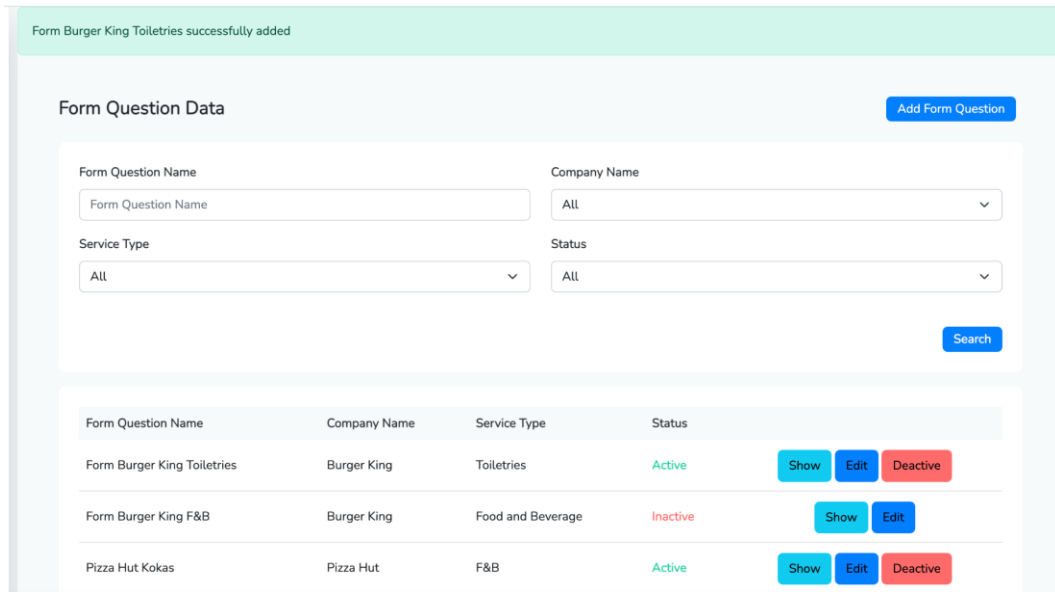 Form Burger King Toiletries successfully added
Form Question Data
Add Form Question
Form Question Name
Company Name
Form Question Name
All
Service Type
Status
All
All
Search
Form Question Name Company Name Service Type Status
Form Burger King Toiletries Burger King Toiletries Active Show Edit Deactive
Form Burger King F&B Burger King Food and Beverage Inactive Show Edit
Pizza Hut Kokas Pizza Hut F&B Active Show Edit Deactive